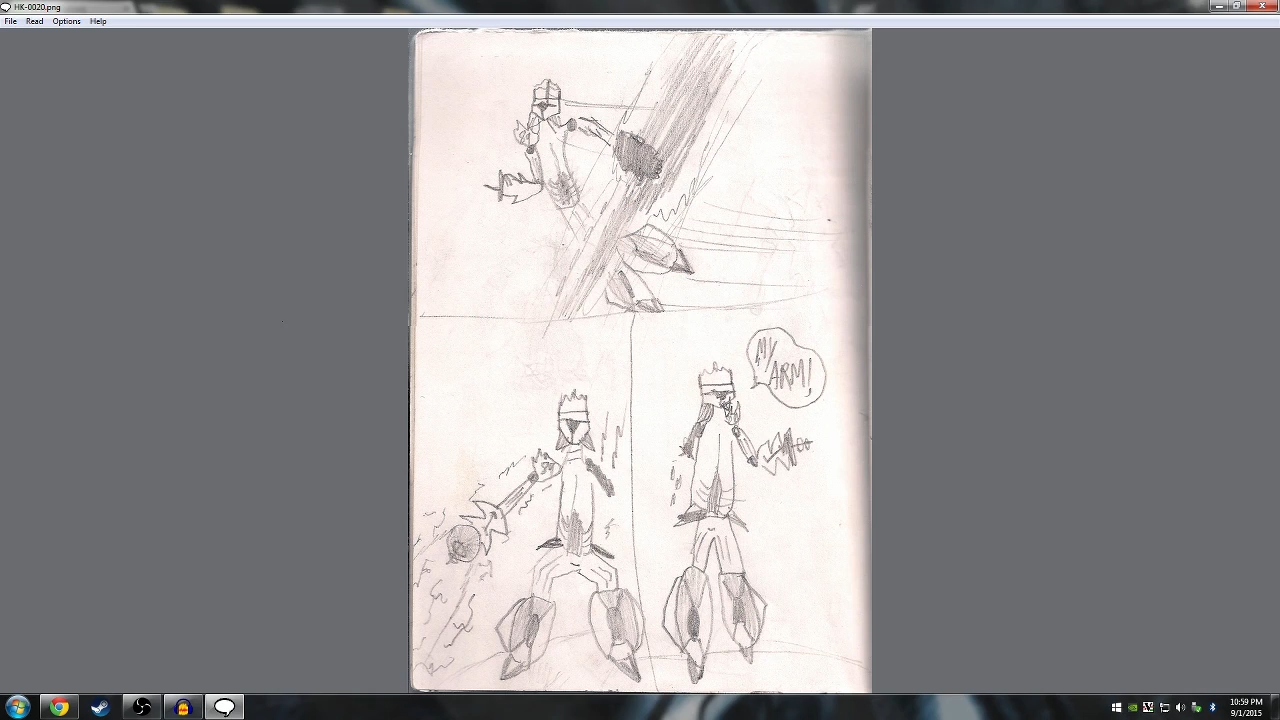 HK-0020.png
File Read Options Help
MY
ARM!
10:59 PM
9/1/2015